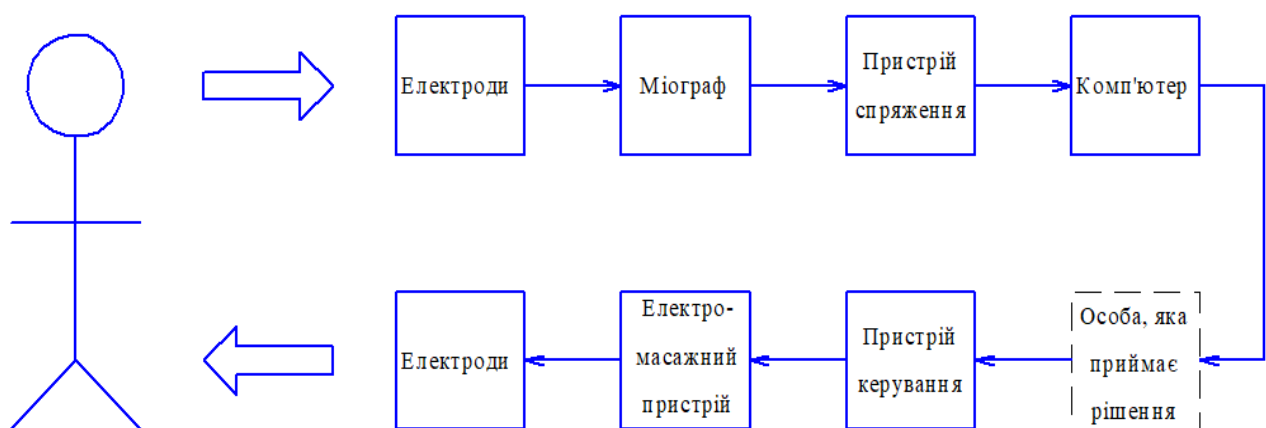 Електроди
Міограф
Пристрій
спряження
Комп'ютер
Електроди
Електро-
масажний
пристрій
Пристрій
керування
Особа, яка
приймає
рішення